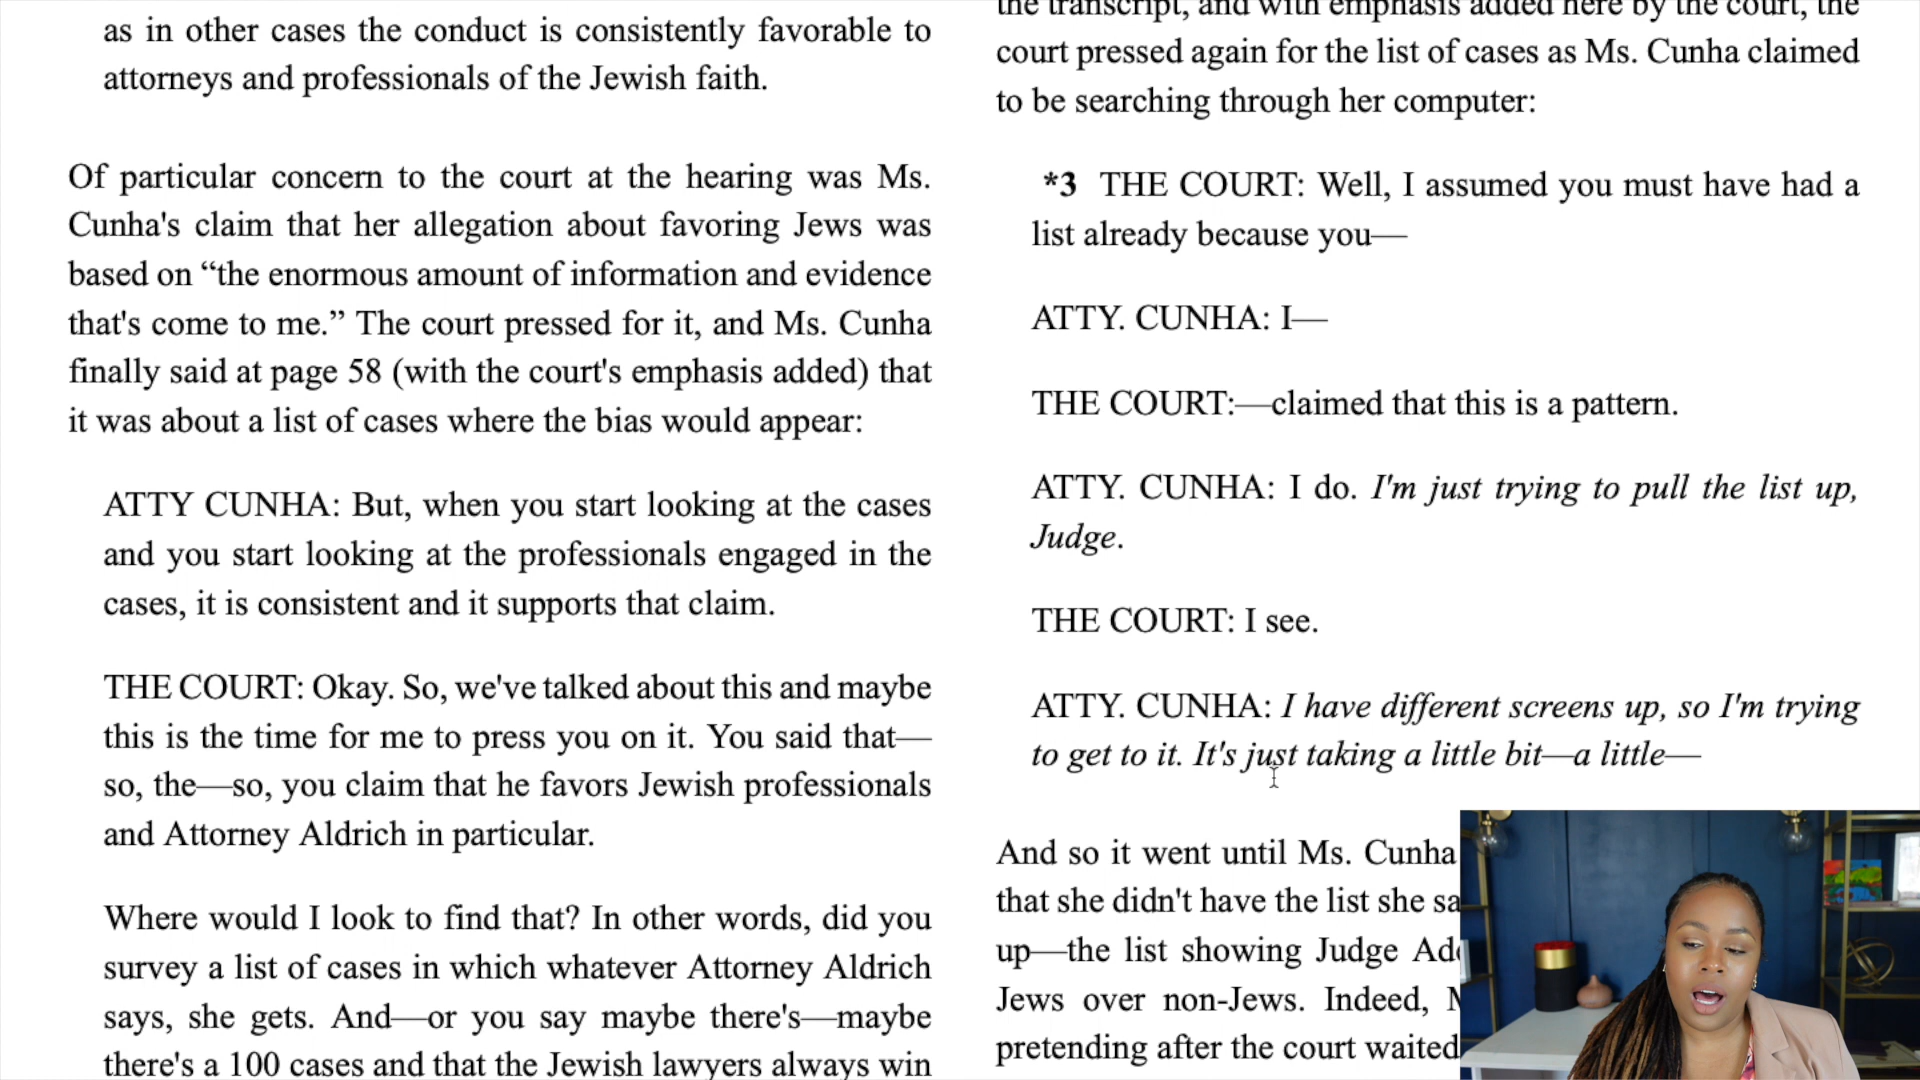 as in other cases the conduct is consistently favorable to
attorneys and professionals of the Jewish faith.
Of particular concern to the court at the hearing was Ms.
Cunha's claim that her allegation about favoring Jews was
based on “the enormous amount of information and evidence
that's come to me.” The court pressed for it, and Ms. Cunha
finally said at page 58 (with the court's emphasis added) that
it was about a list of cases where the bias would appear:
ATTY CUNHA: But, when you start looking at the cases
and you start looking at the professionals engaged in the
cases, it is consistent and it supports that claim.
THE COURT: Okay. So, we've talked about this and maybe
this is the time for me to press you on it. You said that—
so, the—so, you claim that he favors Jewish professionals
and Attorney Aldrich in particular.
Where would I look to find that? In other words, did you
survey a list of cases in which whatever Attorney Aldrich
says, she gets. And—or you say maybe there's—maybe
there's a 100 cases and that the Jewish lawyers always win
the transcript, and with emphasis added here by the court, the
court pressed again for the list of cases as Ms. Cunha claimed
to be searching through her computer:
*3 THE COURT: Well, I assumed you must have had a
list already because you—
ATTY. CUNHA: I—
THE COURT:—claimed that this is a pattern.
ATTY. CUNHA: I do. I'm just trying to pull the list up,
Judge.
THE COURT: I see.
ATTY. CUNHA: I have different screens up, so I'm trying
to get to it. It's just taking a little bit—a little—
And so it went until Ms. Cunha
that she didn't have the list she
up—the list showing Judge
Jews over non-Jews. Indeed,
pretending after the court waited